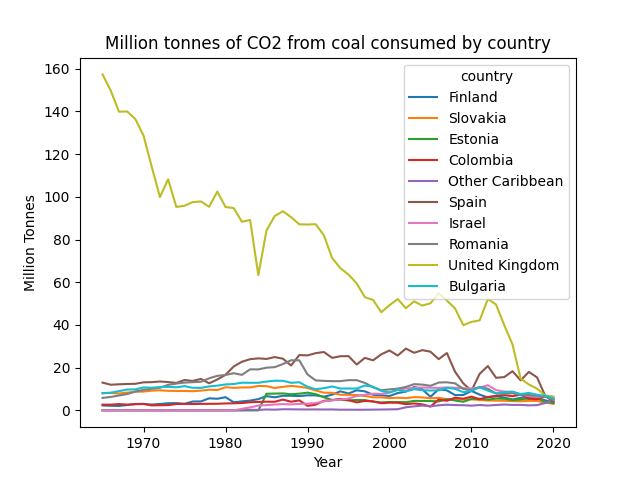 Million tonnes of CO2 from coal consumed by country
160
140
120
100
80
60
40
20
0
Million Tonnes
country
Finland
Slovakia
Estonia
Colombia
Other Caribbean
Spain
Israel
Romania
United Kingdom
Bulgaria
1970 1980 1990 2000 2010 2020
Year